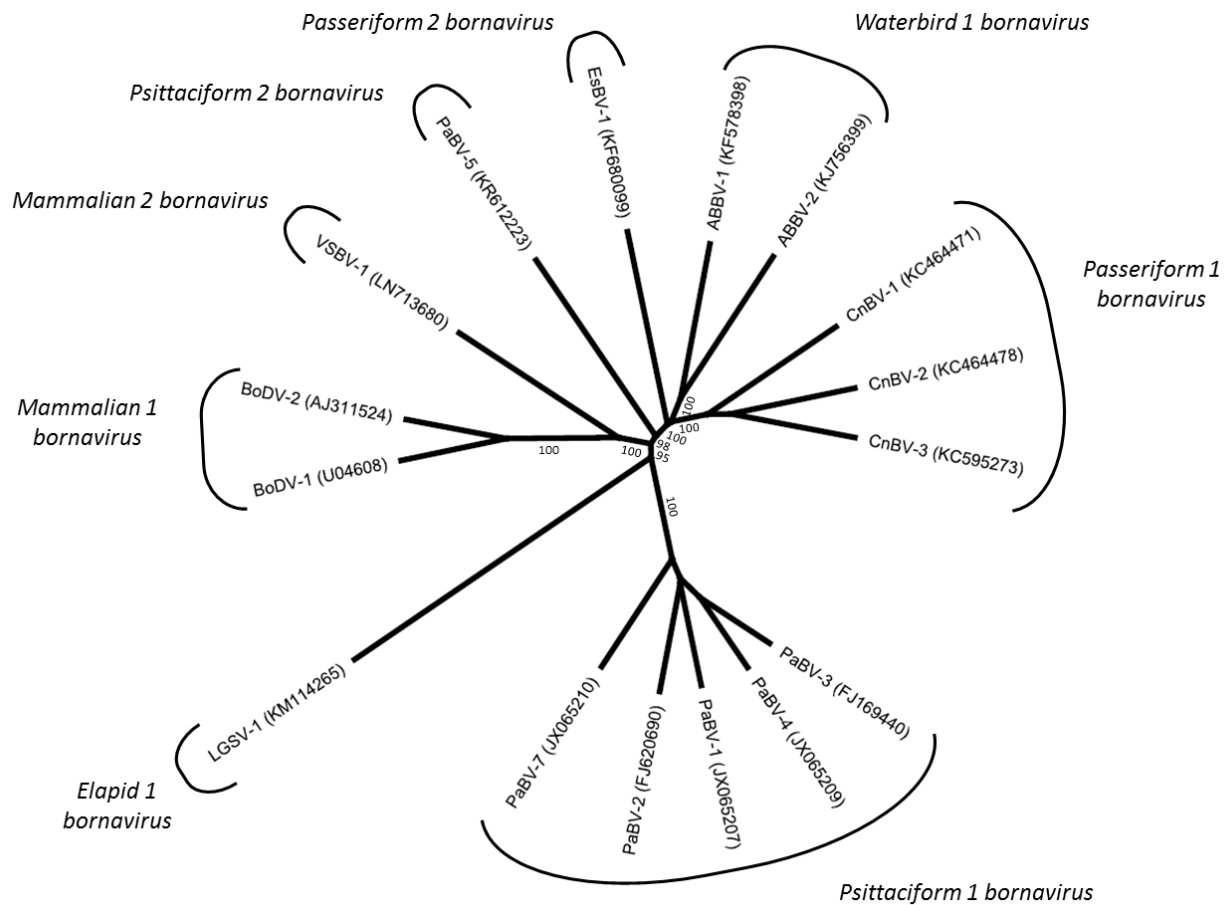 Passeriform 2 bornavirus
Waterbird 1 bornavirus
Psittaciform 2 bornavirus
EsBV-1 (KF680099)
ABBV-1 (KF578398)
ABBV-2 (KJ756399)
PaBV-5 (KR612223)
Mammalian 2 bornavirus
VSBV-1 (LN713680)
CnBV-1 (KC464471)
Passeriform 1
bornavirus
CnBV-2 (KC464478)
CnBV-3 (KC595273)
Mammalian 1
bornavirus
BoDV-2 (AJ311524)
BoDV-1 (U04608)
100
100
100
98
95
100
100
100
LGSV-1 (KM114265)
Elapid 1
bornavirus
PaBV-7 (JX065210)
PaBV-2 (FJ620690)
PaBV-1 (JX065207)
PaBV-4 (JX065209)
PaBV-3 (FJ169440)
Psittaciform 1 bornavirus